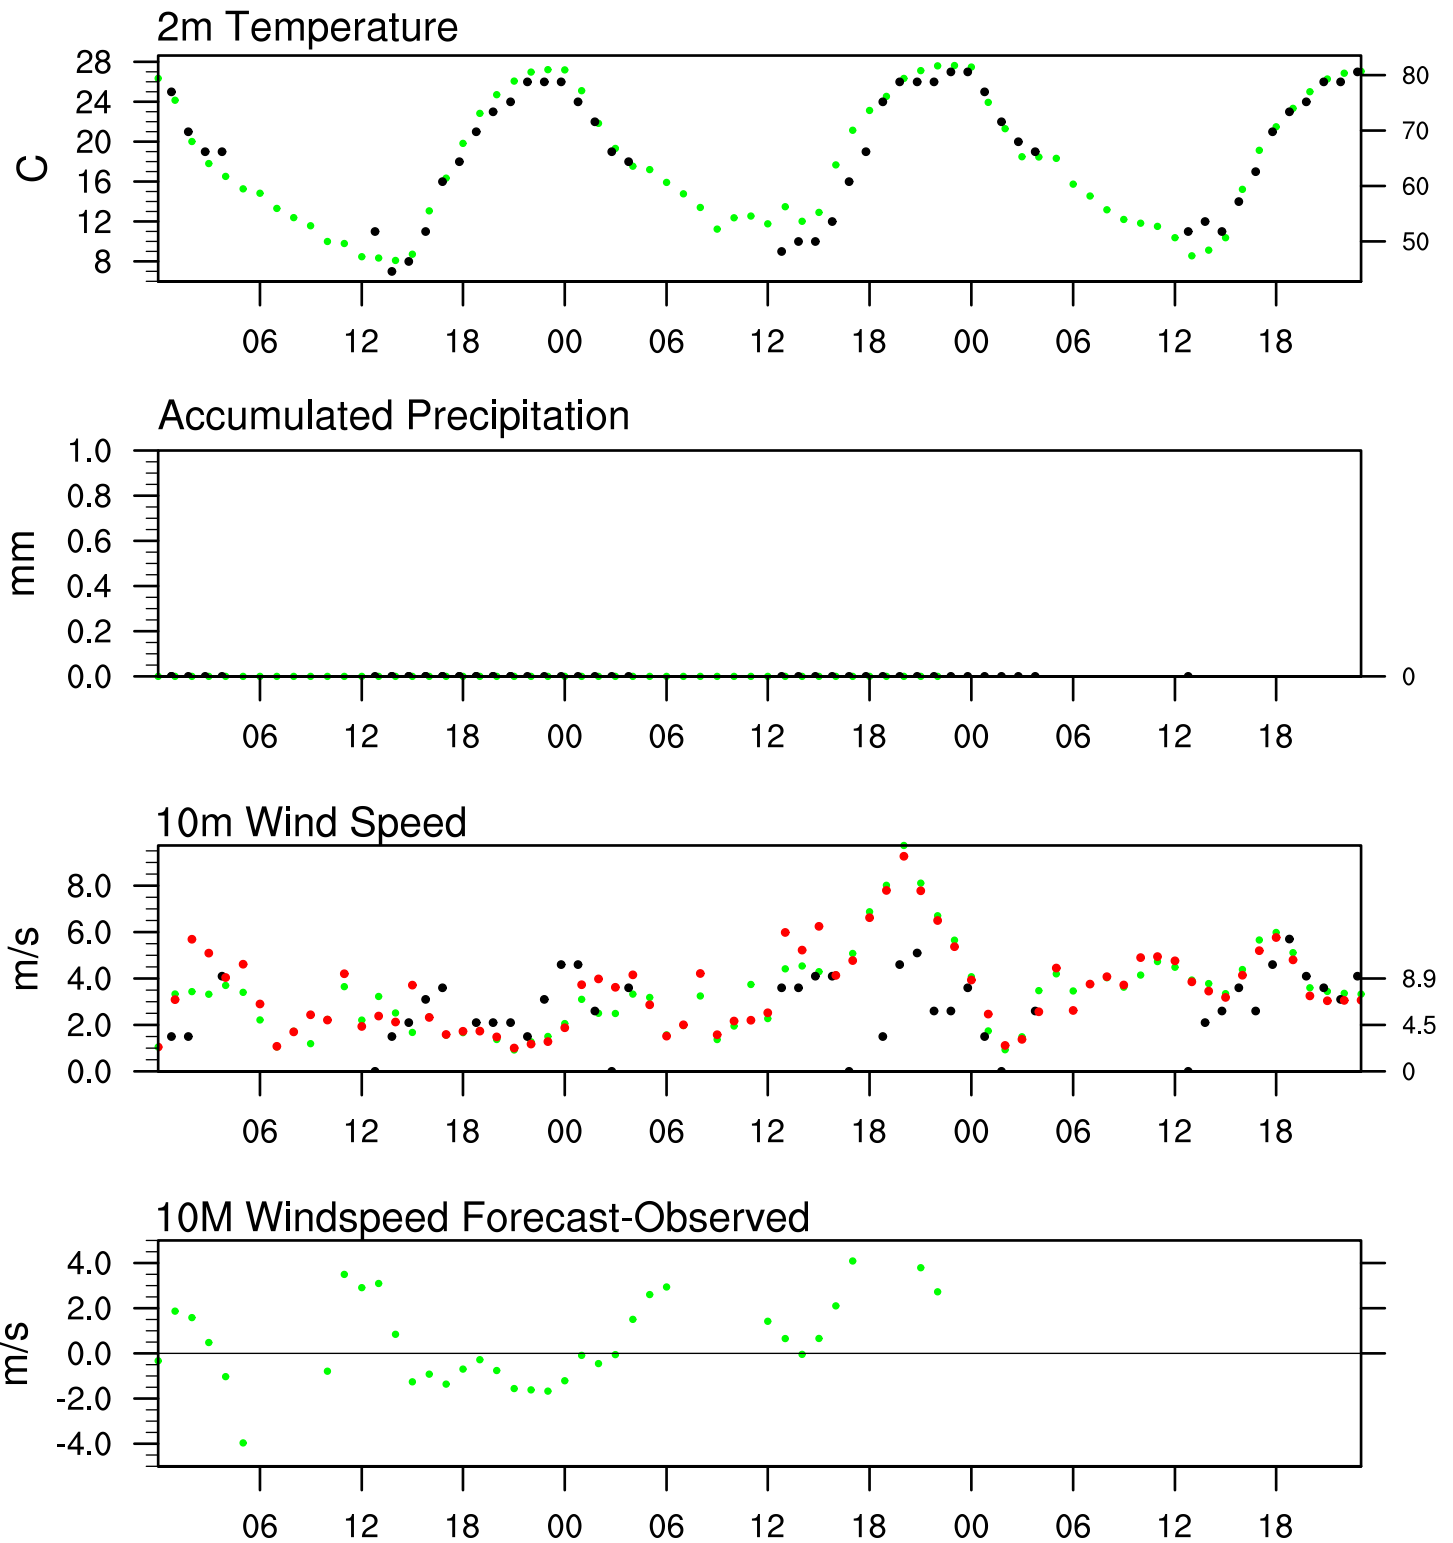 2m Temperature
28
24
20
16
12
8
C
80
70
60
50
06 12 18 00 06 12 18 00 06 12 18
Accumulated Precipitation
1.0
0.8
0.6
0.4
0.2
0.0
mm
0
06 12 18 00 06 12 18 00 06 12 18
10m Wind Speed
8.0
6.0
4.0
2.0
0.0
m/s
8.9
4.5
0
06 12 18 00 06 12 18 00 06 12 18
10M Windspeed Forecast-Observed
4.0
2.0
0.0
-2.0
-4.0
m/s
06 12 18 00 06 12 18 00 06 12 18